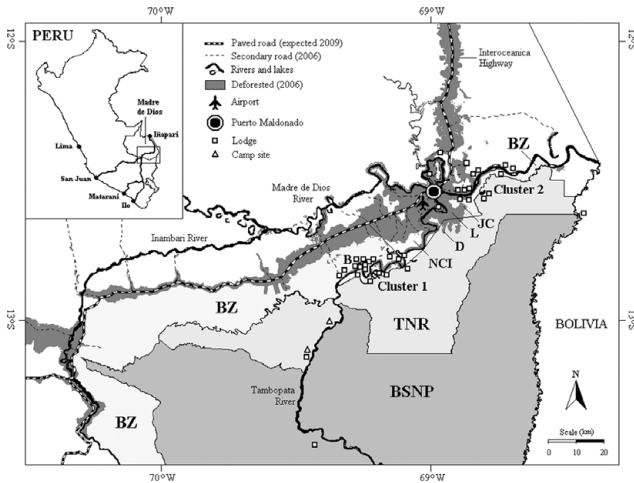 70°W
69°W
12°S
12°S
PERU
Madre
de Dios
Iñapari
Lima
San Juan
Matarani
Ilo
Paved road (expected 2009)
Secondary road (2006)
Rivers and lakes
Deforested (2006)
Airport
Puerto Maldonado
Lodge
Camp site
Interoceanica
Highway
BZ
Cluster 2
Madre de Dios
River
JC
L
D
Inambari River
B
NCI
Cluster 1
BZ
TNR
13°S
13°S
BOLIVIA
BSNP
Tambopata
River
BZ
N
Scale (km)
0 10 20
70°W
69°W